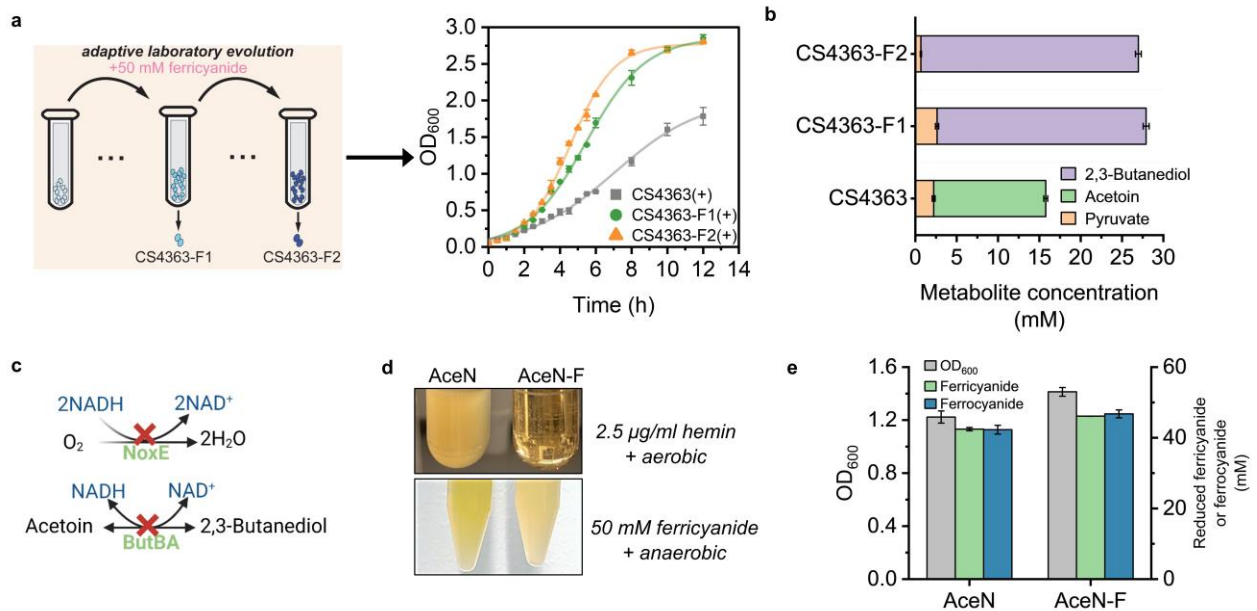 a
adaptive laboratory evolution
+50 mM ferricyanide
... ...
CS4363-F1
CS4363-F2
OD600
3.0
2.5
2.0
1.5
1.0
0.5
0.0
CS4363(+)
CS4363-F1(+)
CS4363-F2(+)
0 2 4 6 8 10 12 14
Time (h)
b
CS4363-F2
CS4363-F1
CS4363
2,3-Butanediol
Acetoin
Pyruvate
0 5 10 15 20 25 30
Metabolite concentration
(mM)
c
2NADH 2NAD+
O2 2H2O
NoxE
NADH NAD+
Acetoin 2,3-Butanediol
ButBA
d
AceN AceN-F
2.5 µg/ml hemin
+ aerobic
50 mM ferricyanide
+ anaerobic
e
OD600
1.6
1.2
0.8
0.4
0.0
OD600
Ferricyanide
Ferrocyanide
AceN AceN-F
60
40
20
0
Reduced ferricyanide
or ferrocyanide
(mM)